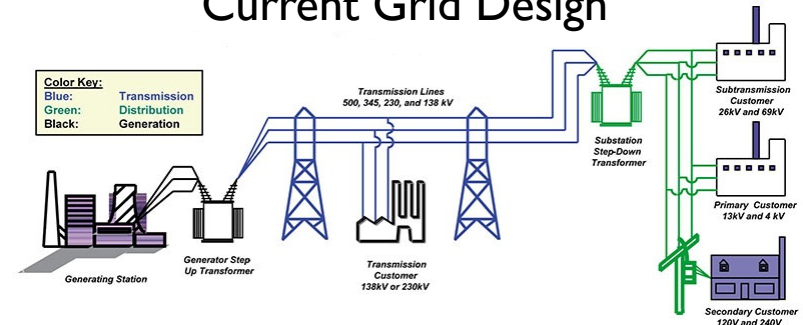 Current Grid Design
Color Key:
Blue: Transmission
Green: Distribution
Black: Generation
Transmission Lines
500, 345, 230, and 138 kV
Substation
Step-Down
Transformer
Subtransmission
Customer
26kV and 69kV
Primary Customer
13kV and 4 kV
Generating Station
Generator Step
Up Transformer
Transmission
Customer
138kV or 230kV
Secondary Customer
120V and 240V